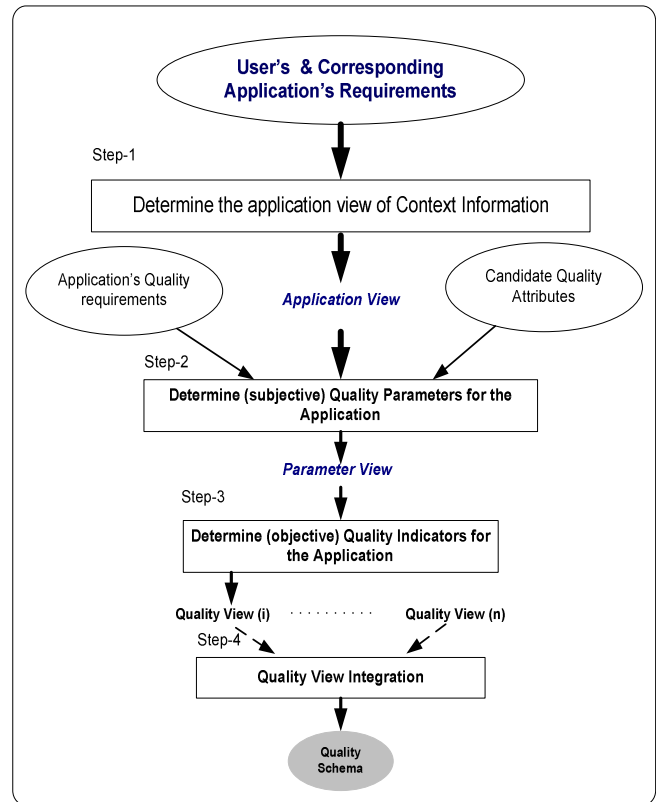 User's & Corresponding
Application's Requirements
Step-1
Determine the application view of Context Information
Application's Quality
requirements
Application View
Candidate Quality
Attributes
Step-2
Determine (subjective) Quality Parameters for the
Application
Parameter View
Step-3
Determine (objective) Quality Indicators for
the Application
Quality View (i) . . . . . . . . . . Quality View (n)
Step-4
Quality View Integration
Quality
Schema